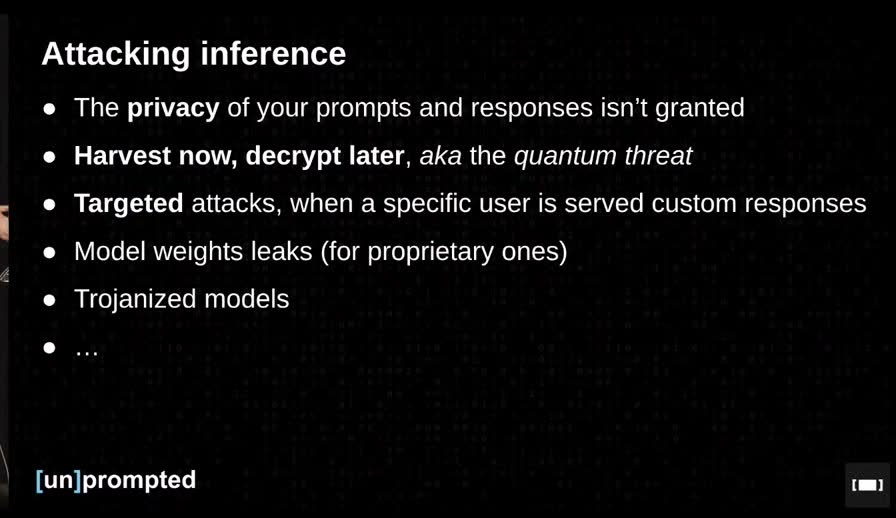 Attacking inference
● The privacy of your prompts and responses isn’t granted
● Harvest now, decrypt later, aka the quantum threat
● Targeted attacks, when a specific user is served custom responses
● Model weights leaks (for proprietary ones)
● Trojanized models
● …
[un]prompted